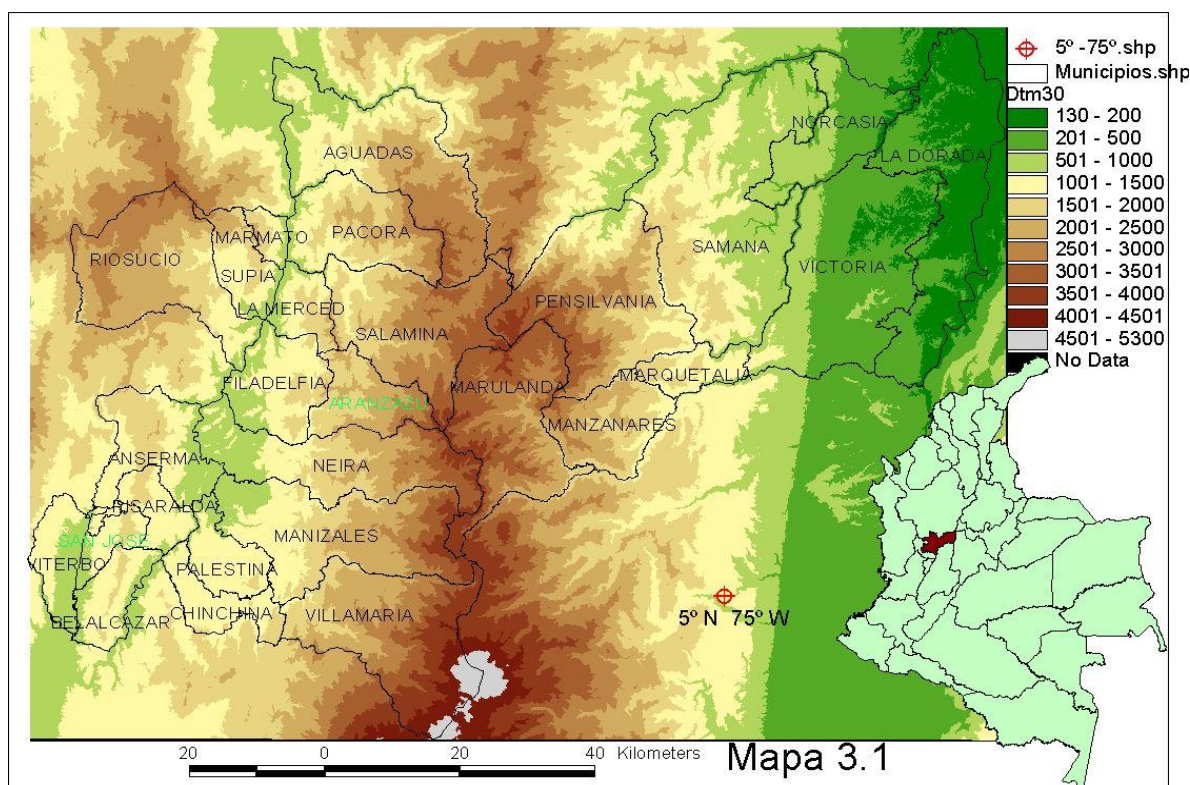 5º -75º.shp
Municipios.shp
Dtm30
130 - 200
201 - 500
501 - 1000
1001 - 1500
1501 - 2000
2001 - 2500
2501 - 3000
3001 - 3501
3501 - 4000
4001 - 4501
4501 - 5300
No Data
NORCASIA
AGUADAS
LA DORADA
MARMATO
PACORA
RIOSUCIO
SUPIA
SAMANA
VICTORIA
LA MERCED
PENSILVANIA
SALAMINA
FILADELFIA
MARULANDA
MARQUETALIA
ARANZAZU
MANZANARES
ANSERMA
NEIRA
RISARALDA
SAN JOSE
MANIZALES
VITERBO
PALESTINA
BELALCAZAR
CHINCHINA
VILLAMARIA
5º N 75º W
20 0 20 40 Kilometers
Mapa 3.1